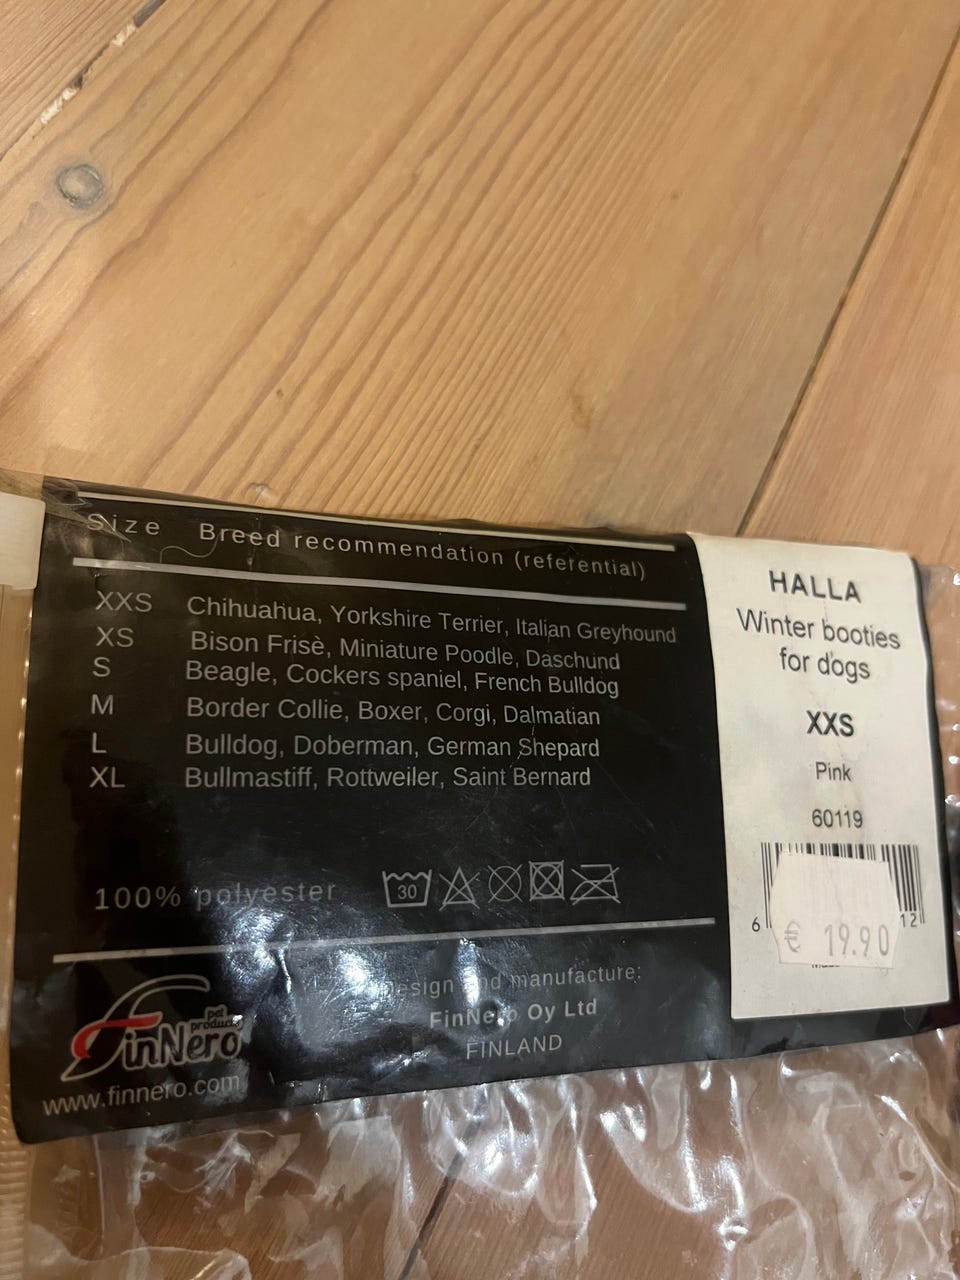 Size Breed recommendation (referential)
XXS Chihuahua, Yorkshire Terrier, Italian Greyhound
XS Bison Frisè, Miniature Poodle, Daschund
S Beagle, Cockers spaniel, French Bulldog
M Border Collie, Boxer, Corgi, Dalmatian
L Bulldog, Doberman, German Shepard
XL Bullmastiff, Rottweiler, Saint Bernard
100% polyester 30
Design and manufacture:
FinNero Oy Ltd
FINLAND
FinNero
pet
products
www.finnero.com
HALLA
Winter booties
for dogs
XXS
Pink
60119
6 12
€ 19.90